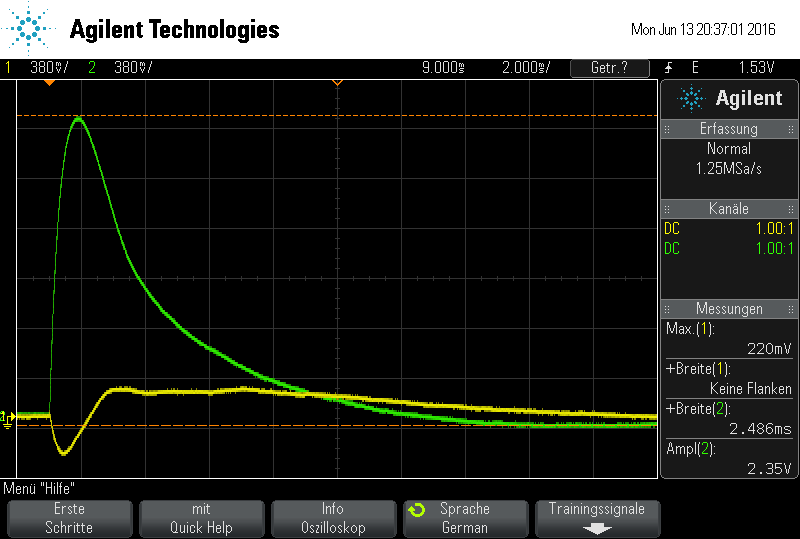 Agilent Technologies
Mon Jun 13 20:37:01 2016
1 380mV/ 2 380mV/ 9.000ms 2.000ms/ Getr.? E 1.53V
Agilent
Erfassung
Normal
1.25MSa/s
Kanäle
DC 1.00:1
DC 1.00:1
Messungen
Max.(1):
220mV
+Breite(1):
Keine Flanken
+Breite(2):
2.486ms
Ampl(2):
2.35V
Menü "Hilfe"
Erste
Schritte
mit
Quick Help
Info
Oszilloskop
Sprache
German
Trainingssignale